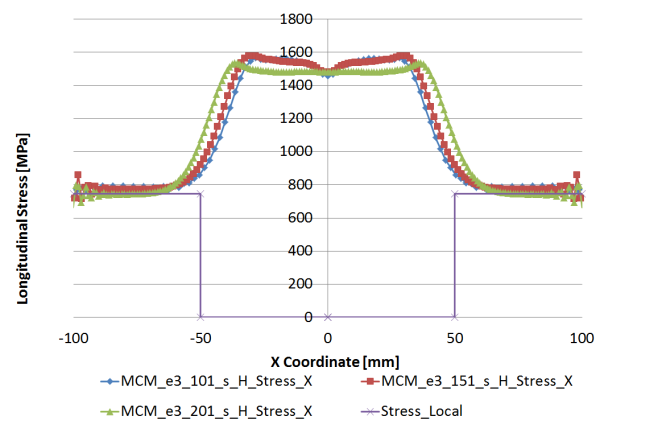 1800
1600
1400
1200
1000
800
600
400
200
0
Longitudinal Stress [MPa]
-100 -50 0 50 100
X Coordinate [mm]
MCM_e3_101_s_H_Stress_X MCM_e3_151_s_H_Stress_X
MCM_e3_201_s_H_Stress_X Stress_Local